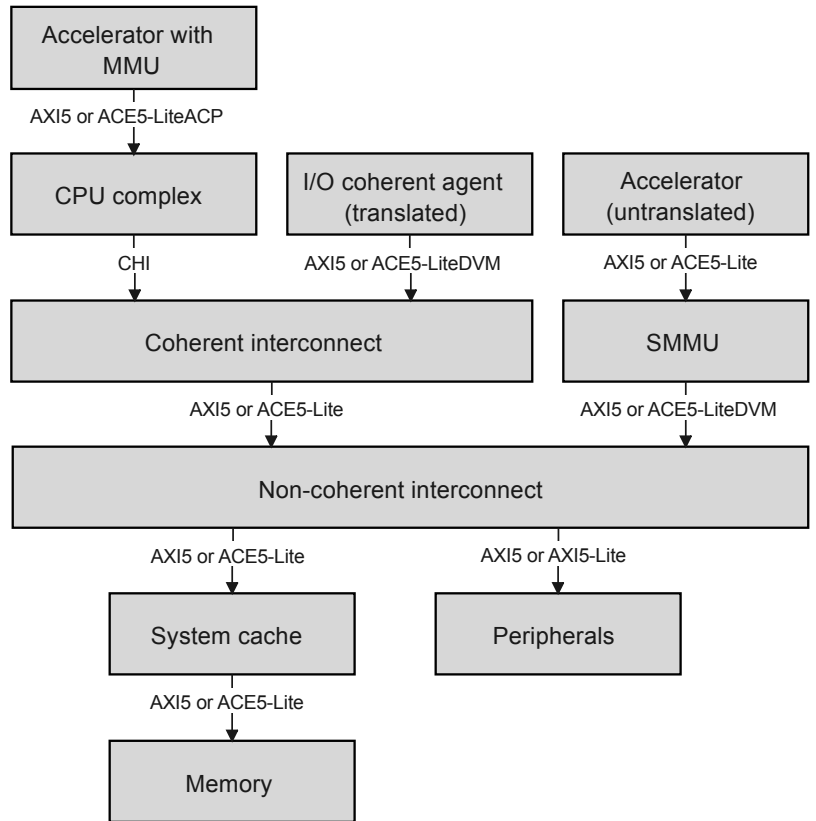 Accelerator with
MMU
AXI5 or ACE5-LiteACP
CPU complex
I/O coherent agent
(translated)
Accelerator
(untranslated)
CHI
AXI5 or ACE5-LiteDVM
AXI5 or ACE5-Lite
Coherent interconnect
SMMU
AXI5 or ACE5-Lite
AXI5 or ACE5-LiteDVM
Non-coherent interconnect
AXI5 or ACE5-Lite
AXI5 or AXI5-Lite
System cache
Peripherals
AXI5 or ACE5-Lite
Memory